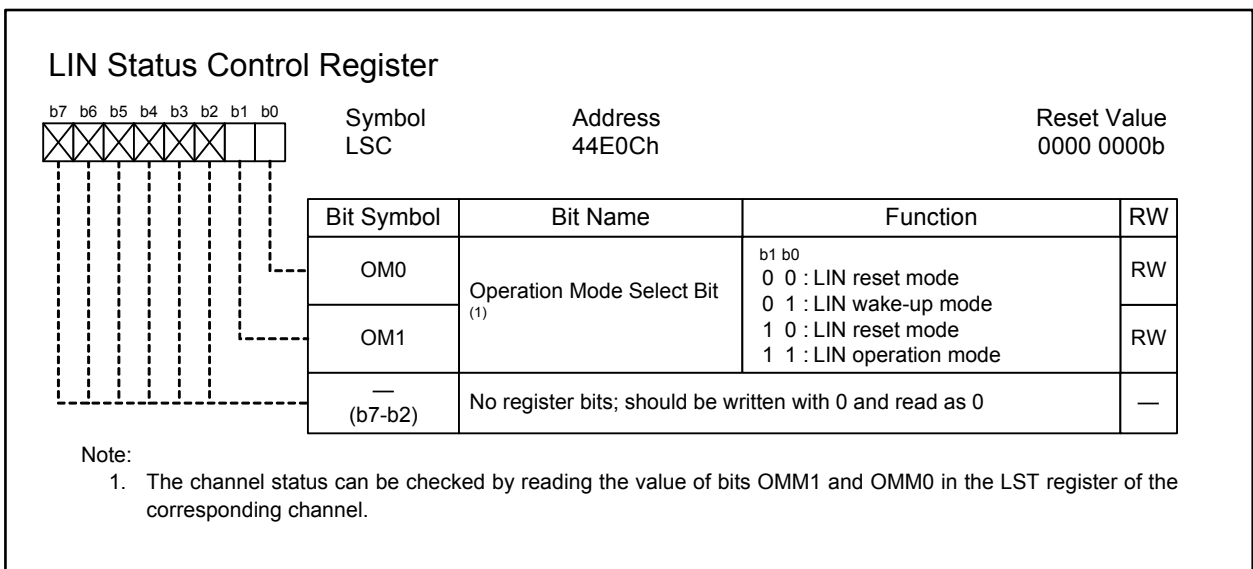 LIN Status Control Register
b7 b6 b5 b4 b3 b2 b1 b0
Symbol Address Reset Value
LSC 44E0Ch 0000 0000b
Bit Symbol Bit Name Function RW
OM0 Operation Mode Select Bit (1) b1 b0 RW
0 0 : LIN reset mode
0 1 : LIN wake-up mode
OM1 1 0 : LIN reset mode RW
1 1 : LIN operation mode
— (b7-b2) No register bits; should be written with 0 and read as 0 —
Note:
1. The channel status can be checked by reading the value of bits OMM1 and OMM0 in the LST register of the
corresponding channel.